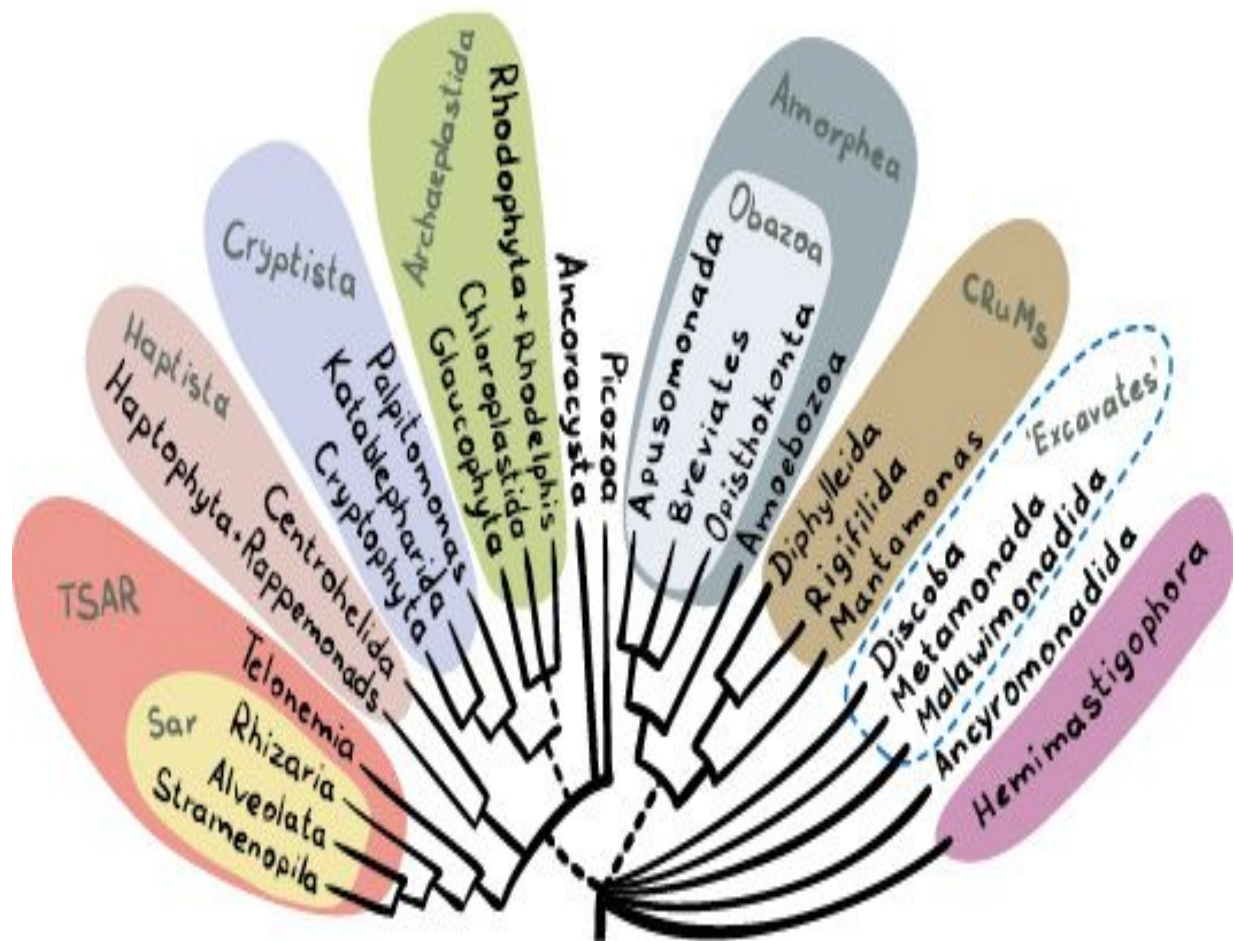 TSAR
Sar
Stramenopila
Alveolata
Rhizaria
Telonemia
Haptista
Haptophyta+Rappemonads
Centrohelida
Cryptista
Cryptophyta
Katablepharida
Palpitomonas
Archaeplastida
Glaucophyta
Chloroplastida
Rhodophyta+Rhodelphis
Ancoracysta
Picozoa
Amorphea
Obazoa
Apusomonada
Breviates
Opisthokonta
Amoebozoa
CRuMs
Diphylleida
Rigifilida
Mantamonas
'Excavates'
Discoba
Metamonada
Malawimonadida
Ancyromonadida
Hemimastigophora